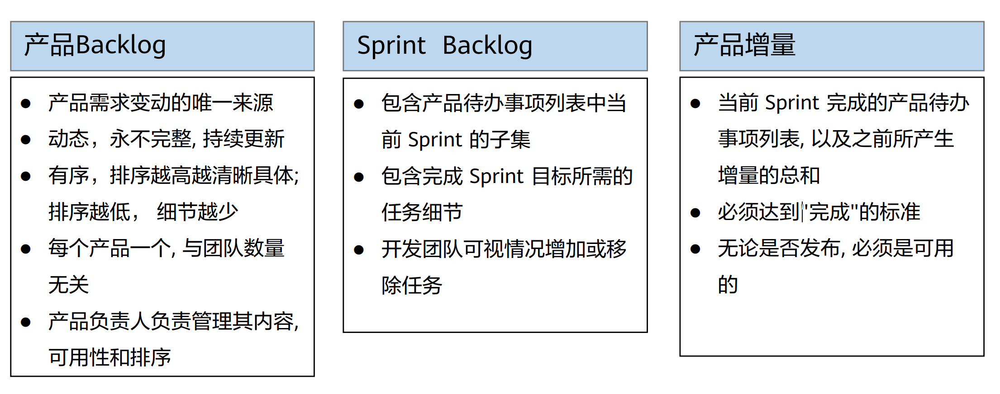 产品Backlog
● 产品需求变动的唯一来源
● 动态，永不完整, 持续更新
● 有序，排序越高越清晰具体;
排序越低， 细节越少
● 每个产品一个, 与团队数量
无关
● 产品负责人负责管理其内容,
可用性和排序
Sprint Backlog
● 包含产品待办事项列表中当
前 Sprint 的子集
● 包含完成 Sprint 目标所需的
任务细节
● 开发团队可视情况增加或移
除任务
产品增量
● 当前 Sprint 完成的产品待办
事项列表, 以及之前所产生
增量的总和
● 必须达到"完成"的标准
● 无论是否发布, 必须是可用
的